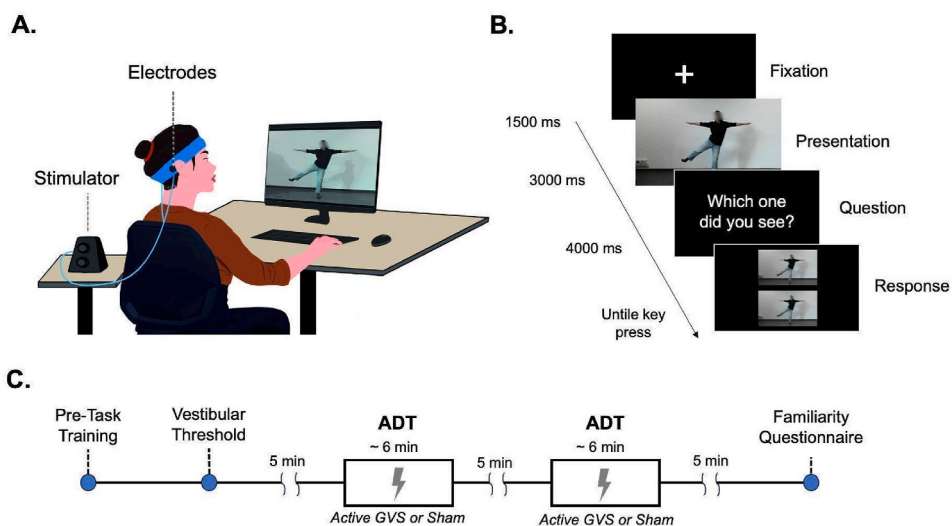 A.
Electrodes
Stimulator
B.
Fixation
1500 ms
Presentation
3000 ms
Which one
did you see?
Question
4000 ms
Response
Untile key
press
C.
Pre-Task
Training
Vestibular
Threshold
5 min
ADT
~ 6 min
Active GVS or Sham
5 min
ADT
~ 6 min
Active GVS or Sham
5 min
Familiarity
Questionnaire